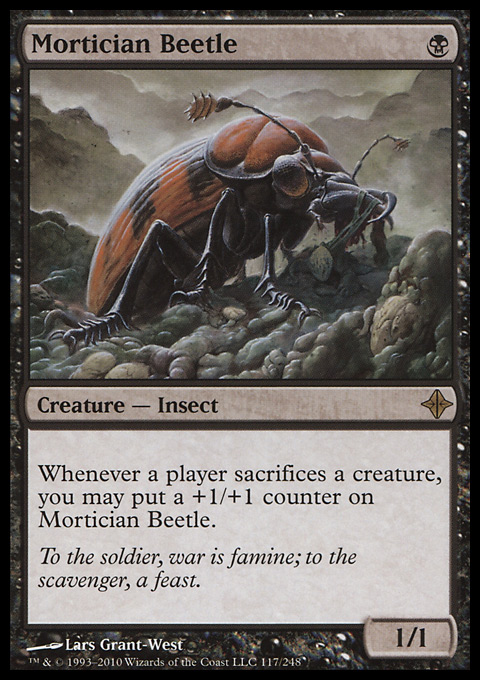 Mortician Beetle
Creature — Insect
Whenever a player sacrifices a creature,
you may put a +1/+1 counter on
Mortician Beetle.
To the soldier, war is famine; to the
scavenger, a feast.
1/1
Lars Grant-West
™ & © 1993–2010 Wizards of the Coast LLC 117/248